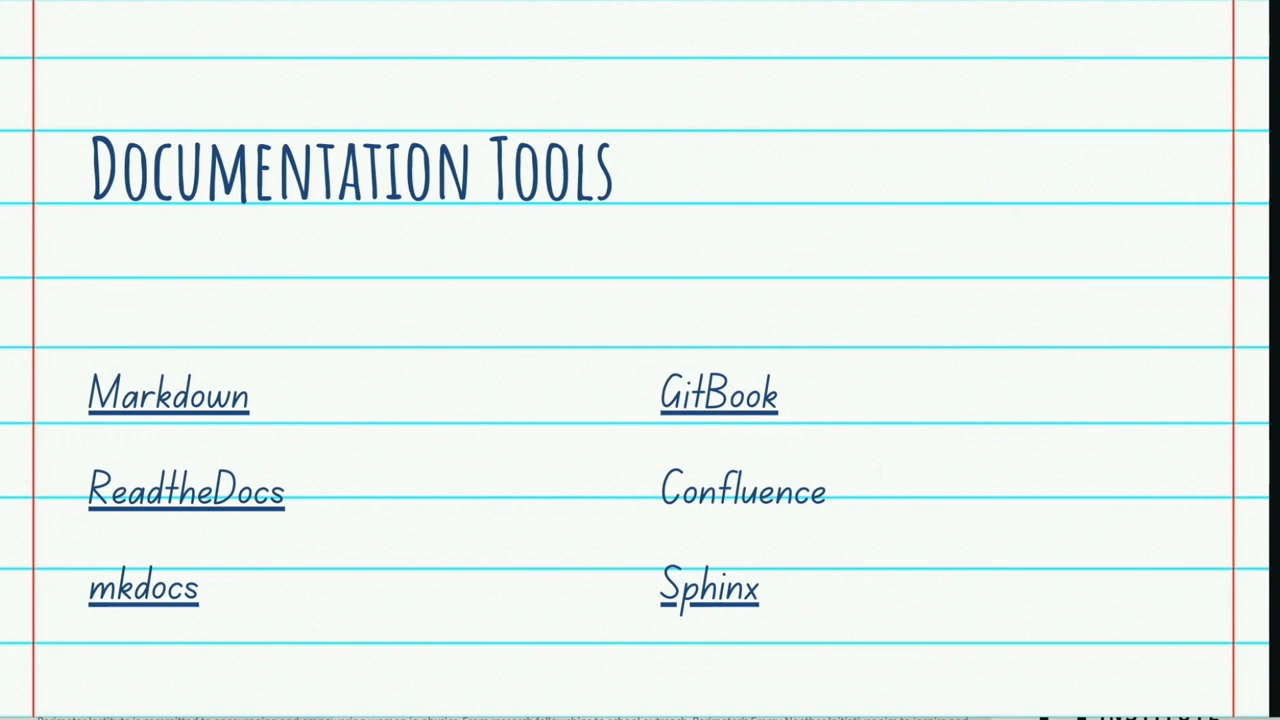 Documentation Tools
Markdown
ReadtheDocs
mkdocs
GitBook
Confluence
Sphinx